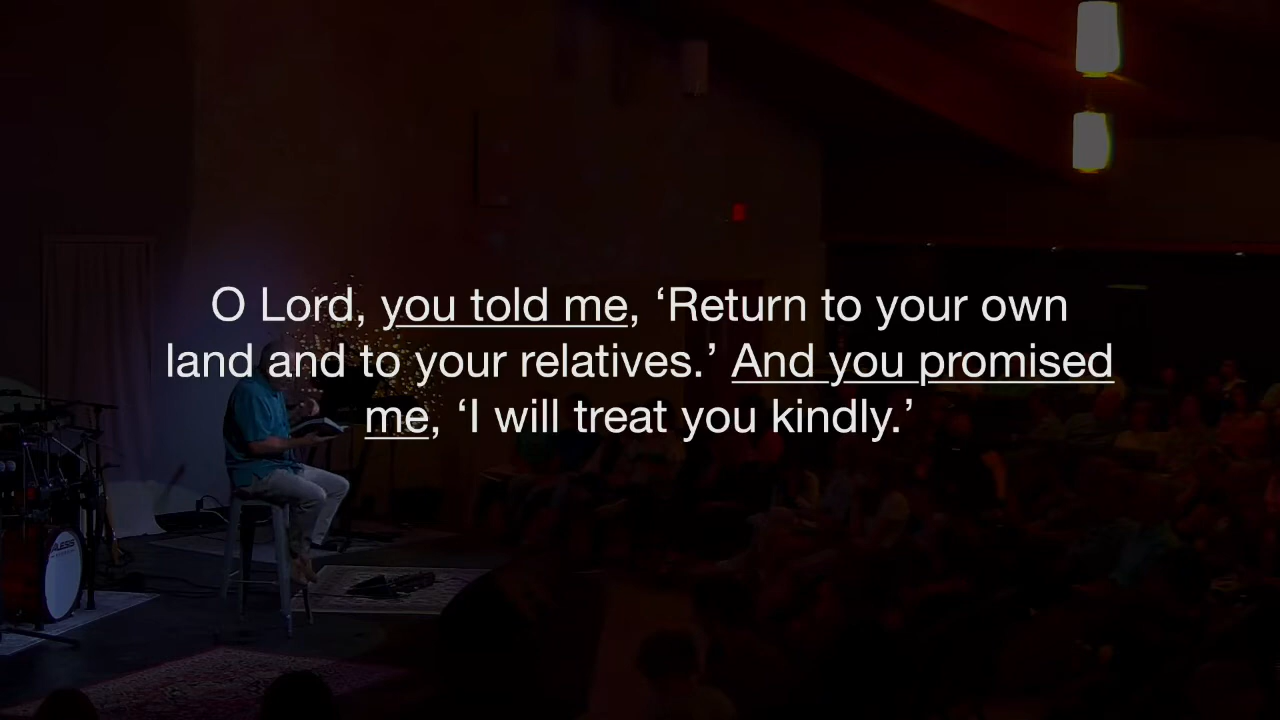 O Lord, you told me, ‘Return to your own
land and to your relatives.’ And you promised
me, ‘I will treat you kindly.’
ALESIS